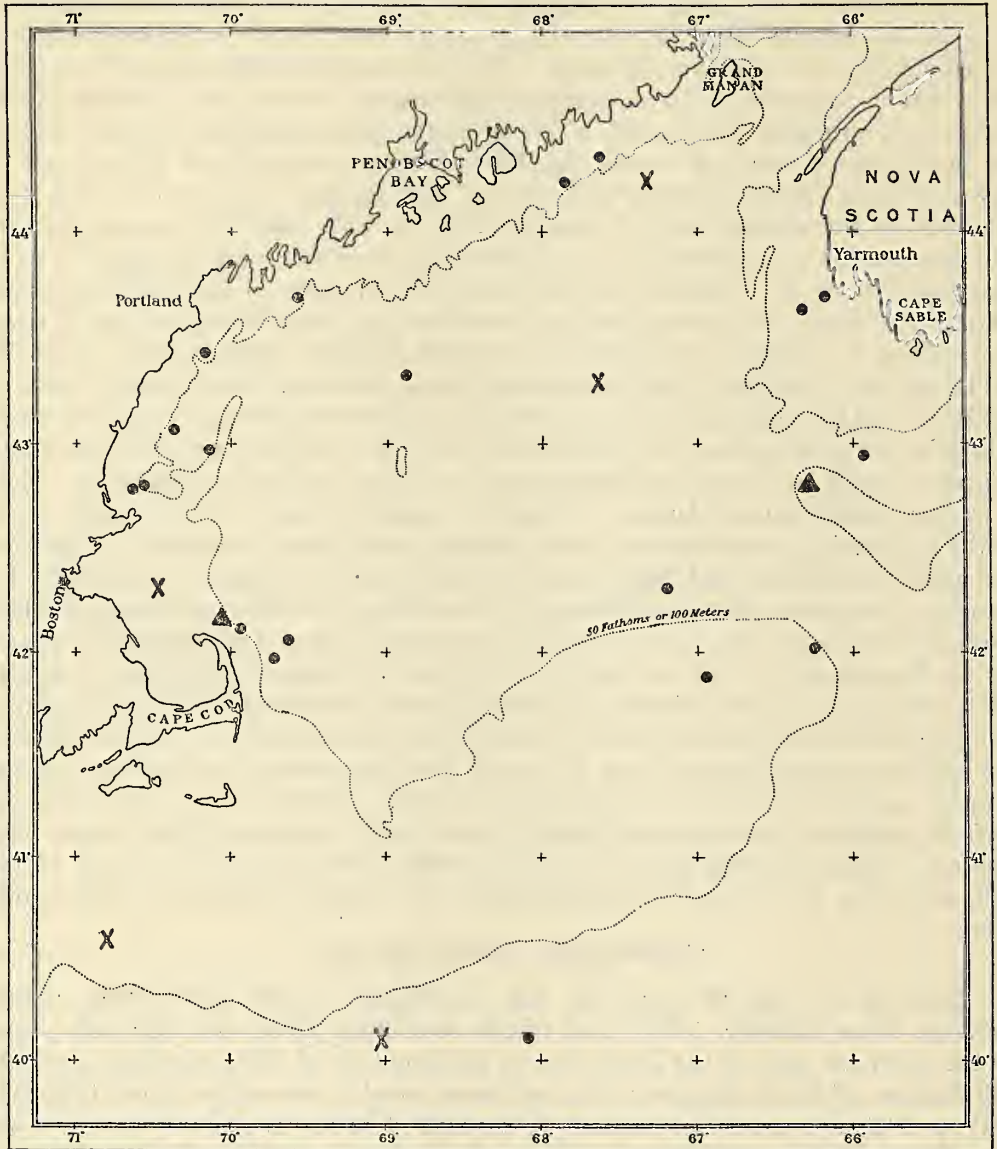 71° 70° 69° 68° 67° 66°
GRAND
MANAN
PENOBSCOT
BAY
NOVA
SCOTIA
44° 44°
Yarmouth
Portland
CAPE
SABLE
43° 43°
Boston
50 Fathoms or 100 Meters
42° 42°
CAPE COD
41° 41°
40° 40°
71° 70° 69° 68° 67° 66°